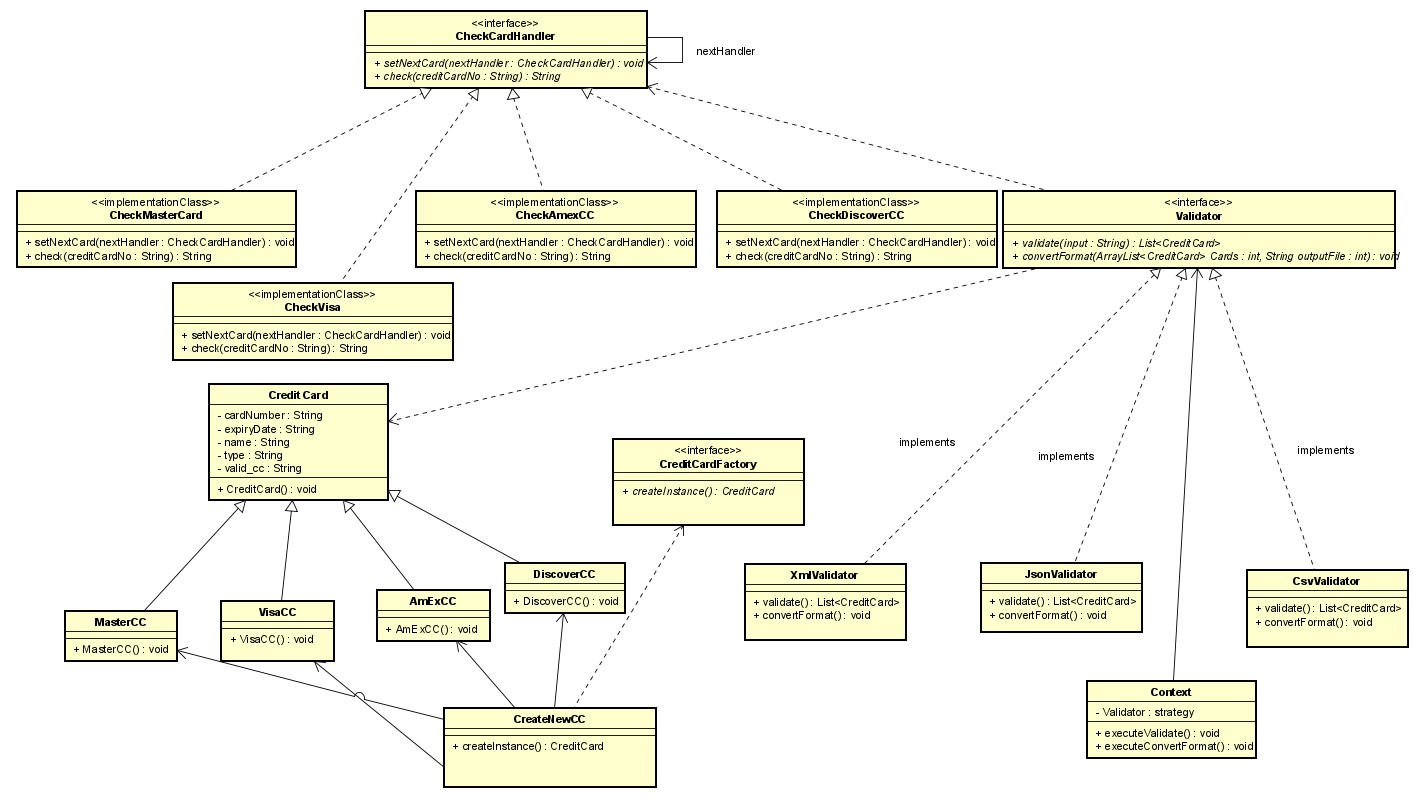 <<interface>>
CheckCardHandler
+ setNextCard(nextHandler : CheckCardHandler) : void
+ check(creditCardNo : String) : String
nextHandler
<<implementationClass>>
CheckMasterCard
+ setNextCard(nextHandler : CheckCardHandler) : void
+ check(creditCardNo : String) : String
<<implementationClass>>
CheckAmexCC
+ setNextCard(nextHandler : CheckCardHandler) : void
+ check(creditCardNo : String) : String
<<implementationClass>>
CheckDiscoverCC
+ setNextCard(nextHandler : CheckCardHandler) : void
+ check(creditCardNo : String) : String
<<interface>>
Validator
+ validate(input : String) : List<CreditCard>
+ convertFormat(ArrayList<CreditCard> Cards : int, String outputFile : int) : void
<<implementationClass>>
CheckVisa
+ setNextCard(nextHandler : CheckCardHandler) : void
+ check(creditCardNo : String) : String
Credit Card
- cardNumber : String
- expiryDate : String
- name : String
- type : String
- valid_cc : String
+ CreditCard() : void
<<interface>>
CreditCardFactory
+ createInstance() : CreditCard
implements
implements
implements
MasterCC
+ MasterCC() : void
VisaCC
+ VisaCC() : void
AmExCC
+ AmExCC() : void
DiscoverCC
+ DiscoverCC() : void
XmlValidator
+ validate() : List<CreditCard>
+ convertFormat() : void
JsonValidator
+ validate() : List<CreditCard>
+ convertFormat() : void
CsvValidator
+ validate() : List<CreditCard>
+ convertFormat() : void
CreateNewCC
+ createInstance() : CreditCard
Context
- Validator : strategy
+ executeValidate() : void
+ executeConvertFormat() : void